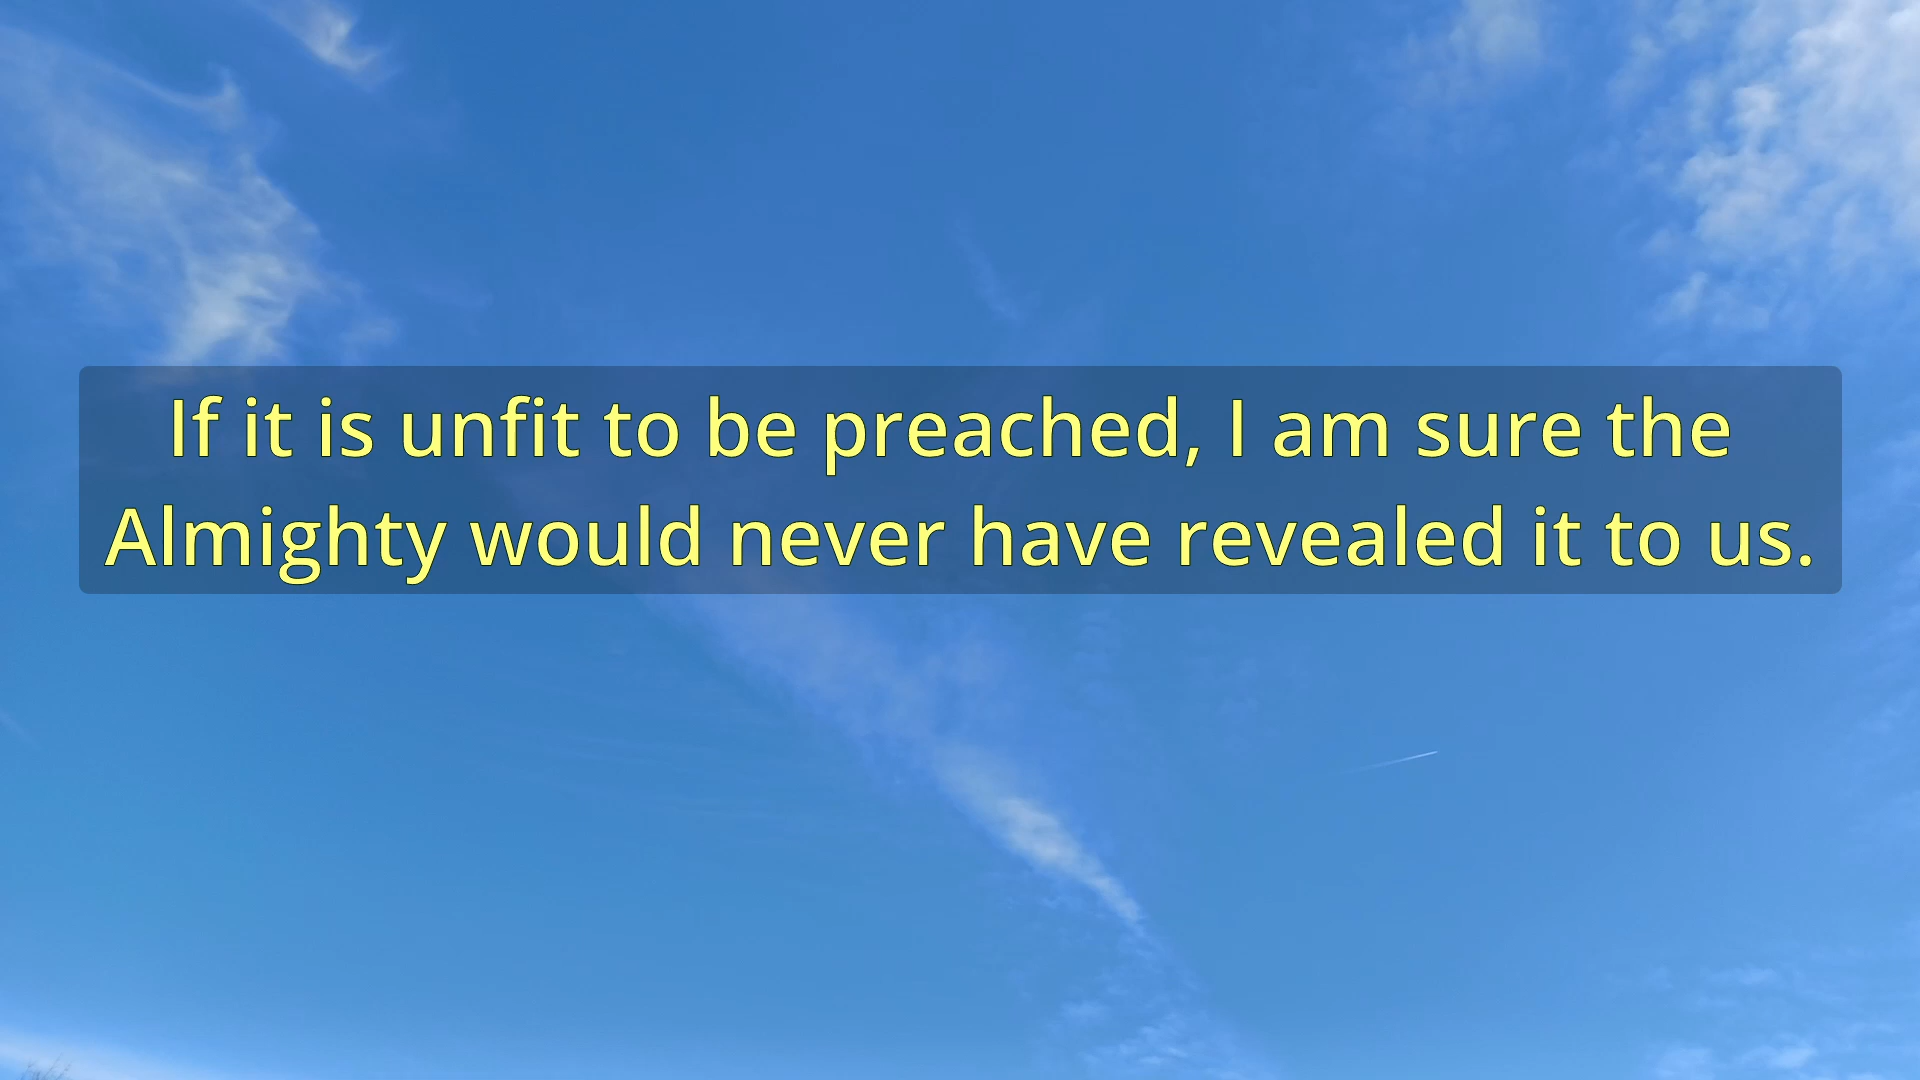 If it is unfit to be preached, I am sure the
Almighty would never have revealed it to us.